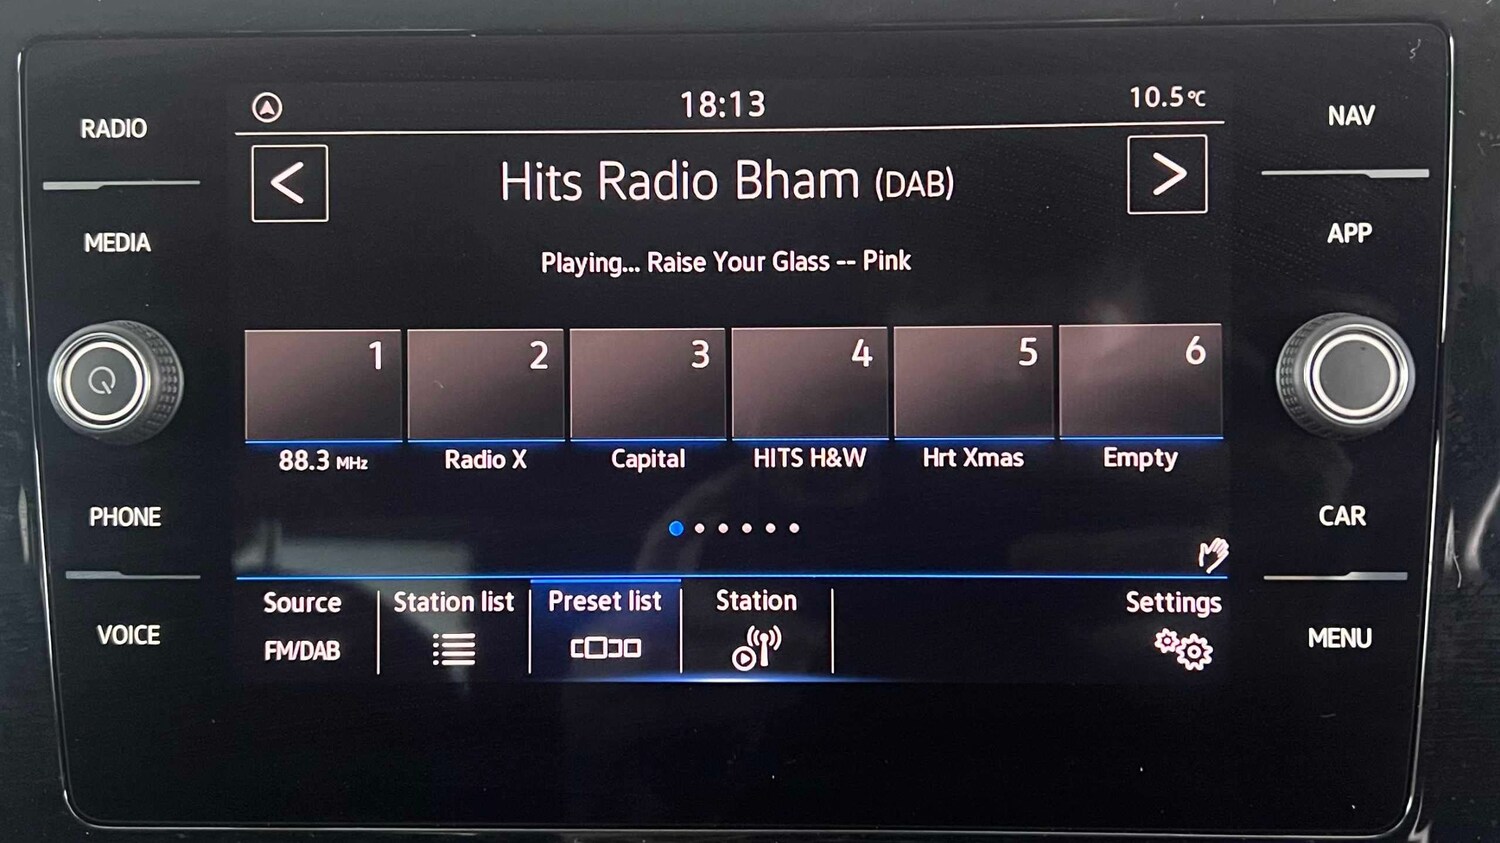 RADIO
MEDIA
PHONE
VOICE
18:13
10.5°C
<
Hits Radio Bham (DAB)
>
Playing... Raise Your Glass -- Pink
1 2 3 4 5 6
88.3 MHz Radio X Capital HITS H&W Hrt Xmas Empty
Source Station list Preset list Station Settings
FM/DAB
NAV
APP
CAR
MENU